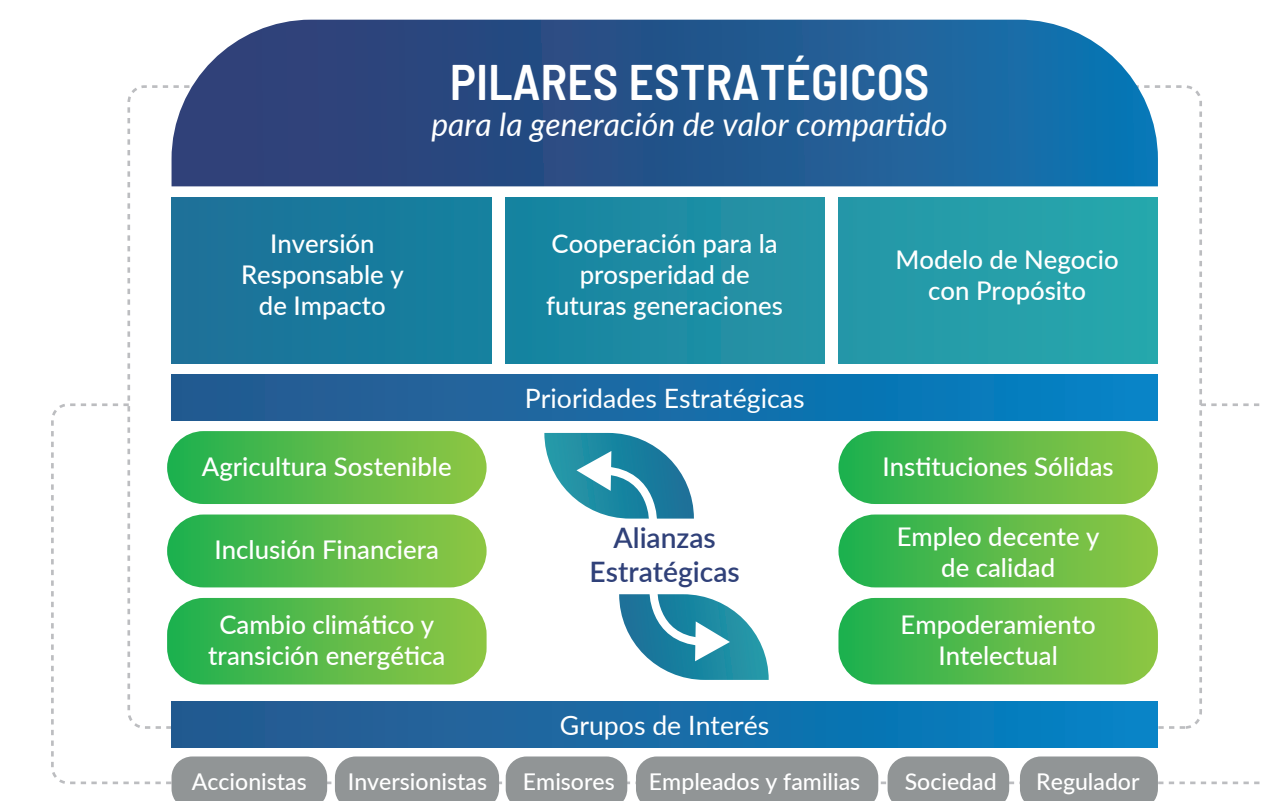 PILARES ESTRATÉGICOS
para la generación de valor compartido
Inversión
Responsable y
de Impacto
Cooperación para la
prosperidad de
futuras generaciones
Modelo de Negocio
con Propósito
Prioridades Estratégicas
Agricultura Sostenible
Inclusión Financiera
Cambio climático y
transición energética
Alianzas
Estratégicas
Instituciones Sólidas
Empleo decente y
de calidad
Empoderamiento
Intelectual
Grupos de Interés
Accionistas
Inversionistas
Emisores
Empleados y familias
Sociedad
Regulador